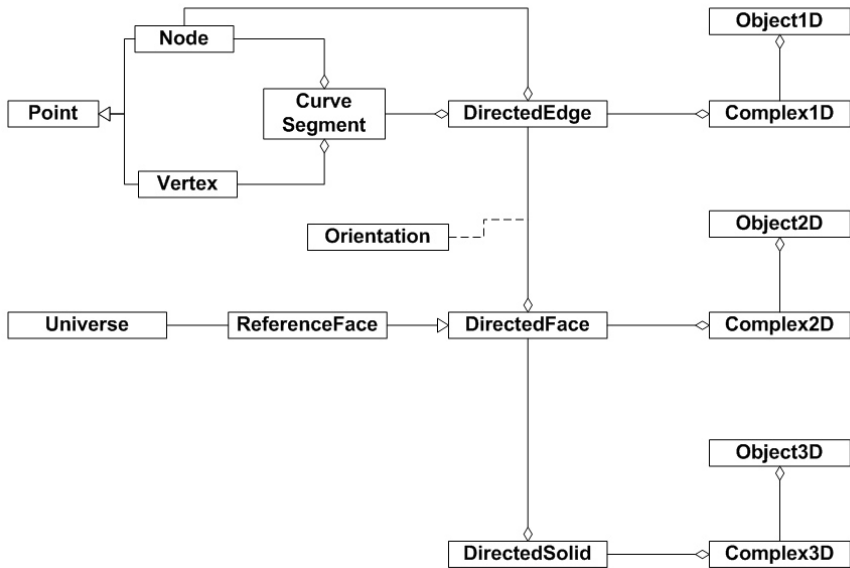 Object1D
Node
Point
Curve
Segment
DirectedEdge
Complex1D
Vertex
Object2D
Orientation
Universe
ReferenceFace
DirectedFace
Complex2D
Object3D
DirectedSolid
Complex3D